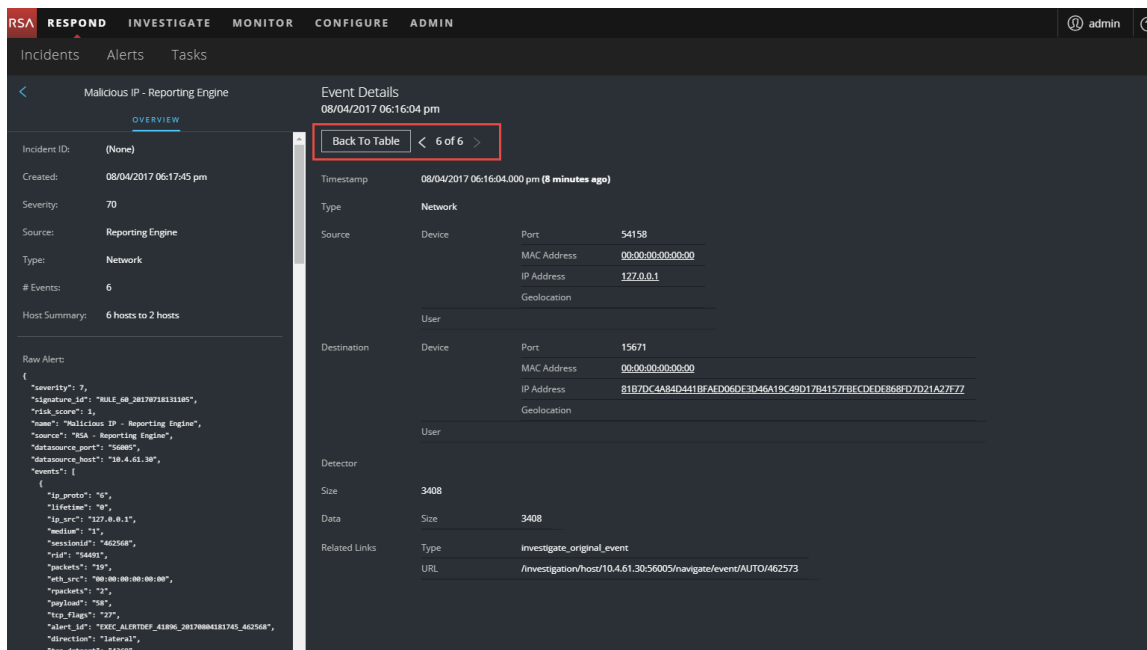 RSA RESPOND INVESTIGATE MONITOR CONFIGURE ADMIN admin
Incidents Alerts Tasks
Malicious IP - Reporting Engine
OVERVIEW
Incident ID: (None)
Created: 08/04/2017 06:17:45 pm
Severity: 70
Source: Reporting Engine
Type: Network
# Events: 6
Host Summary: 6 hosts to 2 hosts
Raw Alert:
{
"severity": 7,
"signature_id": "RULE_60_20170718131105",
"risk_score": 1,
"name": "Malicious IP - Reporting Engine",
"source": "RSA - Reporting Engine",
"datasource_port": "56005",
"datasource_host": "10.4.61.30",
"events": [
{
"ip_proto": "6",
"lifetime": "0",
"ip_src": "127.0.0.1",
"medium": "1",
"sessionid": "462568",
"rid": "54491",
"packets": "19",
"eth_src": "00:00:00:00:00:00",
"rpackets": "2",
"payload": "58",
"tcp_flags": "27",
"alert_id": "EXEC_ALERTDEF_41896_20170804181745_462568",
"direction": "lateral",
Event Details
08/04/2017 06:16:04 pm
Back To Table < 6 of 6 >
Timestamp 08/04/2017 06:16:04.000 pm (8 minutes ago)
Type Network
Source Device Port 54158
MAC Address 00:00:00:00:00:00
IP Address 127.0.0.1
Geolocation
User
Destination Device Port 15671
MAC Address 00:00:00:00:00:00
IP Address 81B7DC4A84D441BFAED06DE3D46A19C49D17B4157FBECDEDE868FD7D21A27F77
Geolocation
User
Detector
Size 3408
Data Size 3408
Related Links Type investigate_original_event
URL /investigation/host/10.4.61.30:56005/navigate/event/AUTO/462573